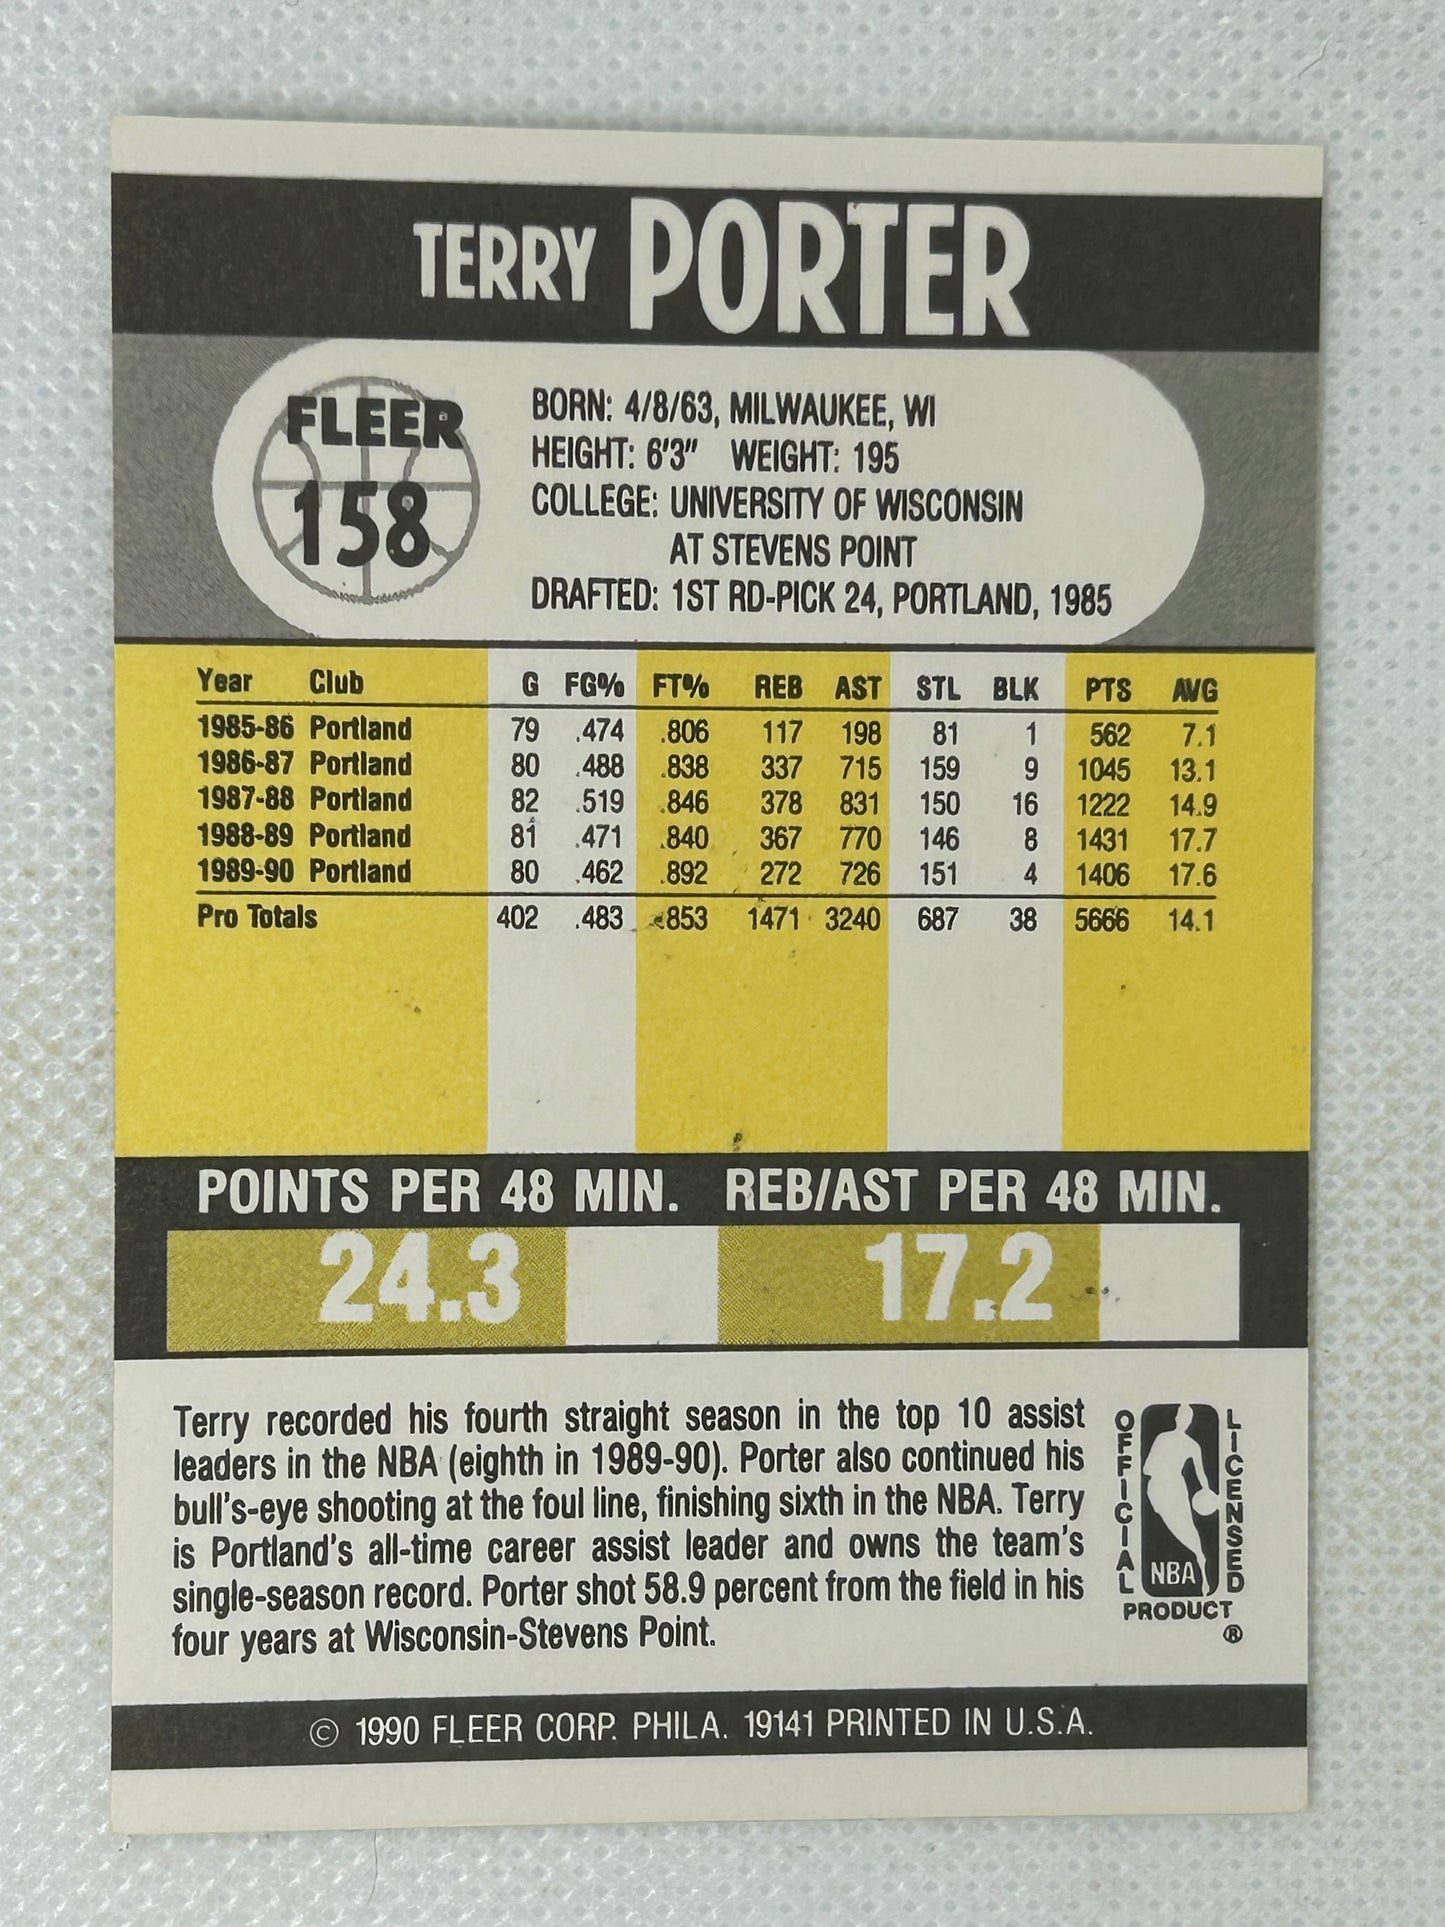 TERRY PORTER
FLEER
158
BORN: 4/8/63, MILWAUKEE, WI
HEIGHT: 6'3" WEIGHT: 195
COLLEGE: UNIVERSITY OF WISCONSIN
AT STEVENS POINT
DRAFTED: 1ST RD-PICK 24, PORTLAND, 1985
Year Club G FG% FT% REB AST STL BLK PTS AVG
1985-86 Portland 79 .474 .806 117 198 81 1 562 7.1
1986-87 Portland 80 .488 .838 337 715 159 9 1045 13.1
1987-88 Portland 82 .519 .846 378 831 150 16 1222 14.9
1988-89 Portland 81 .471 .840 367 770 146 8 1431 17.7
1989-90 Portland 80 .462 .892 272 726 151 4 1406 17.6
Pro Totals 402 .483 .853 1471 3240 687 38 5666 14.1
POINTS PER 48 MIN. REB/AST PER 48 MIN.
24.3 17.2
Terry recorded his fourth straight season in the top 10 assist
leaders in the NBA (eighth in 1989-90). Porter also continued his
bull's-eye shooting at the foul line, finishing sixth in the NBA. Terry
is Portland's all-time career assist leader and owns the team's
single-season record. Porter shot 58.9 percent from the field in his
four years at Wisconsin-Stevens Point.
OFFICIAL
LICENSED
NBA
PRODUCT
®
© 1990 FLEER CORP. PHILA. 19141 PRINTED IN U.S.A.